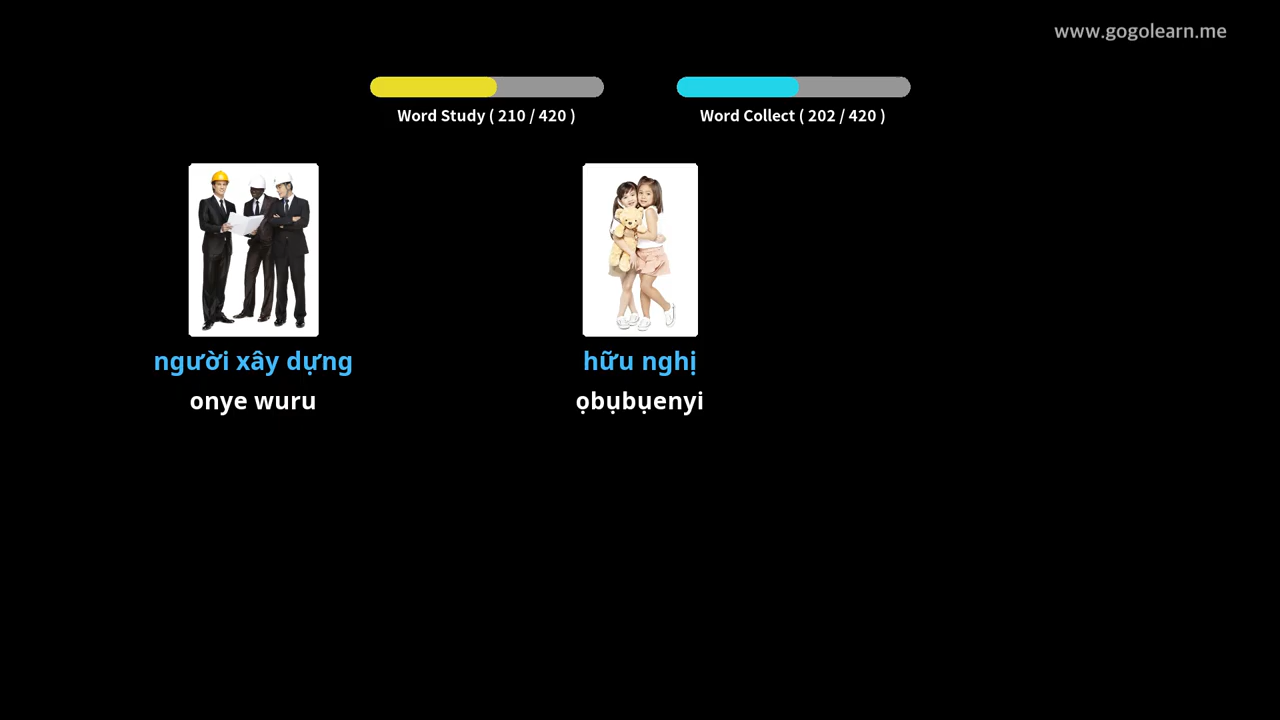 www.gogolearn.me
Word Study ( 210 / 420 )
Word Collect ( 202 / 420 )
người xây dựng
hữu nghị
onye wuru
ọbụbụenyi